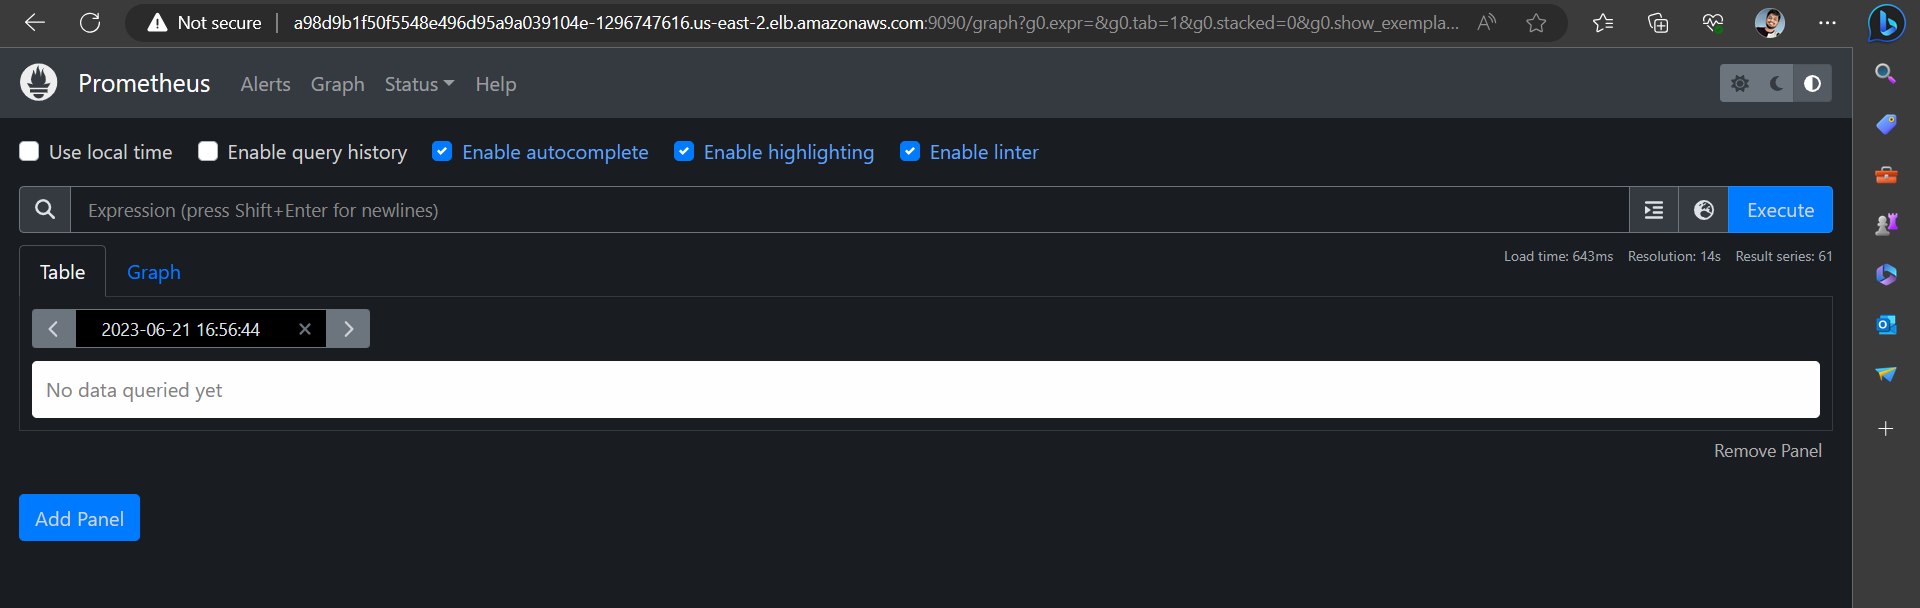 Not secure | a98d9b1f50f5548e496d95a9a039104e-1296747616.us-east-2.elb.amazonaws.com:9090/graph?g0.expr=&g0.tab=1&g0.stacked=0&g0.show_exempla...
Prometheus Alerts Graph Status Help
Use local time Enable query history Enable autocomplete Enable highlighting Enable linter
Expression (press Shift+Enter for newlines) Execute
Table Graph Load time: 643ms Resolution: 14s Result series: 61
2023-06-21 16:56:44
No data queried yet
Remove Panel
Add Panel